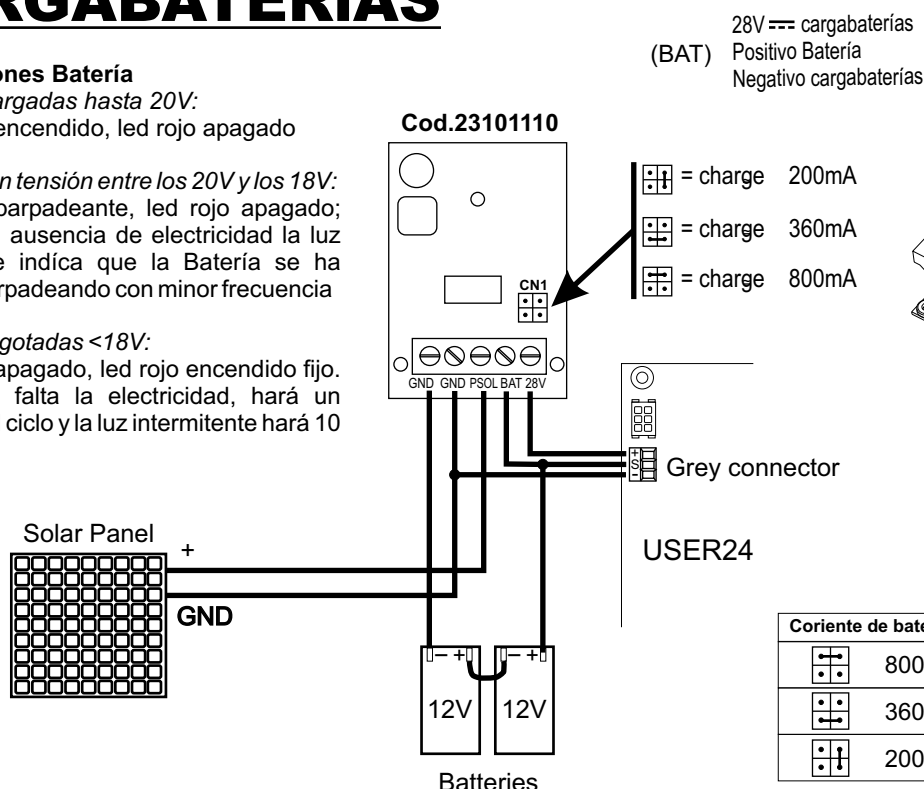 RGABATERÍAS
28V cargabaterías
(BAT) Positivo Batería
Negativo cargabaterías
ones Batería
argadas hasta 20V:
encendido, led rojo apagado
n tensión entre los 20V y los 18V:
parpadeante, led rojo apagado;
ausencia de electricidad la luz
e indíca que la Batería se ha
rpadeando con minor frecuencia
gotadas <18V:
apagado, led rojo encendido fijo.
falta la electricidad, hará un
ciclo y la luz intermitente hará 10
Cod.23101110
CN1
GND GND PSOL BAT 28V
= charge 200mA
= charge 360mA
= charge 800mA
+
S
-
Grey connector
USER24
Solar Panel
+
GND
- + - +
12V 12V
Batteries
Coriente de bate
800
360
200